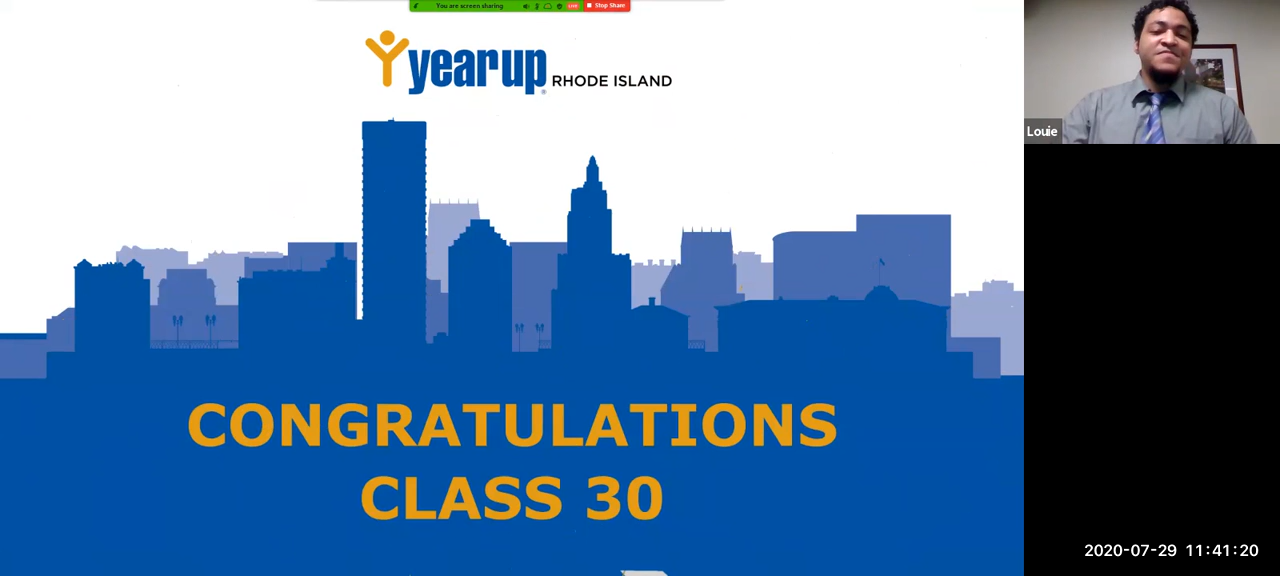 You are screen sharing
LIVE
Stop Share
yearup
RHODE ISLAND
Louie
CONGRATULATIONS
CLASS 30
2020-07-29 11:41:20